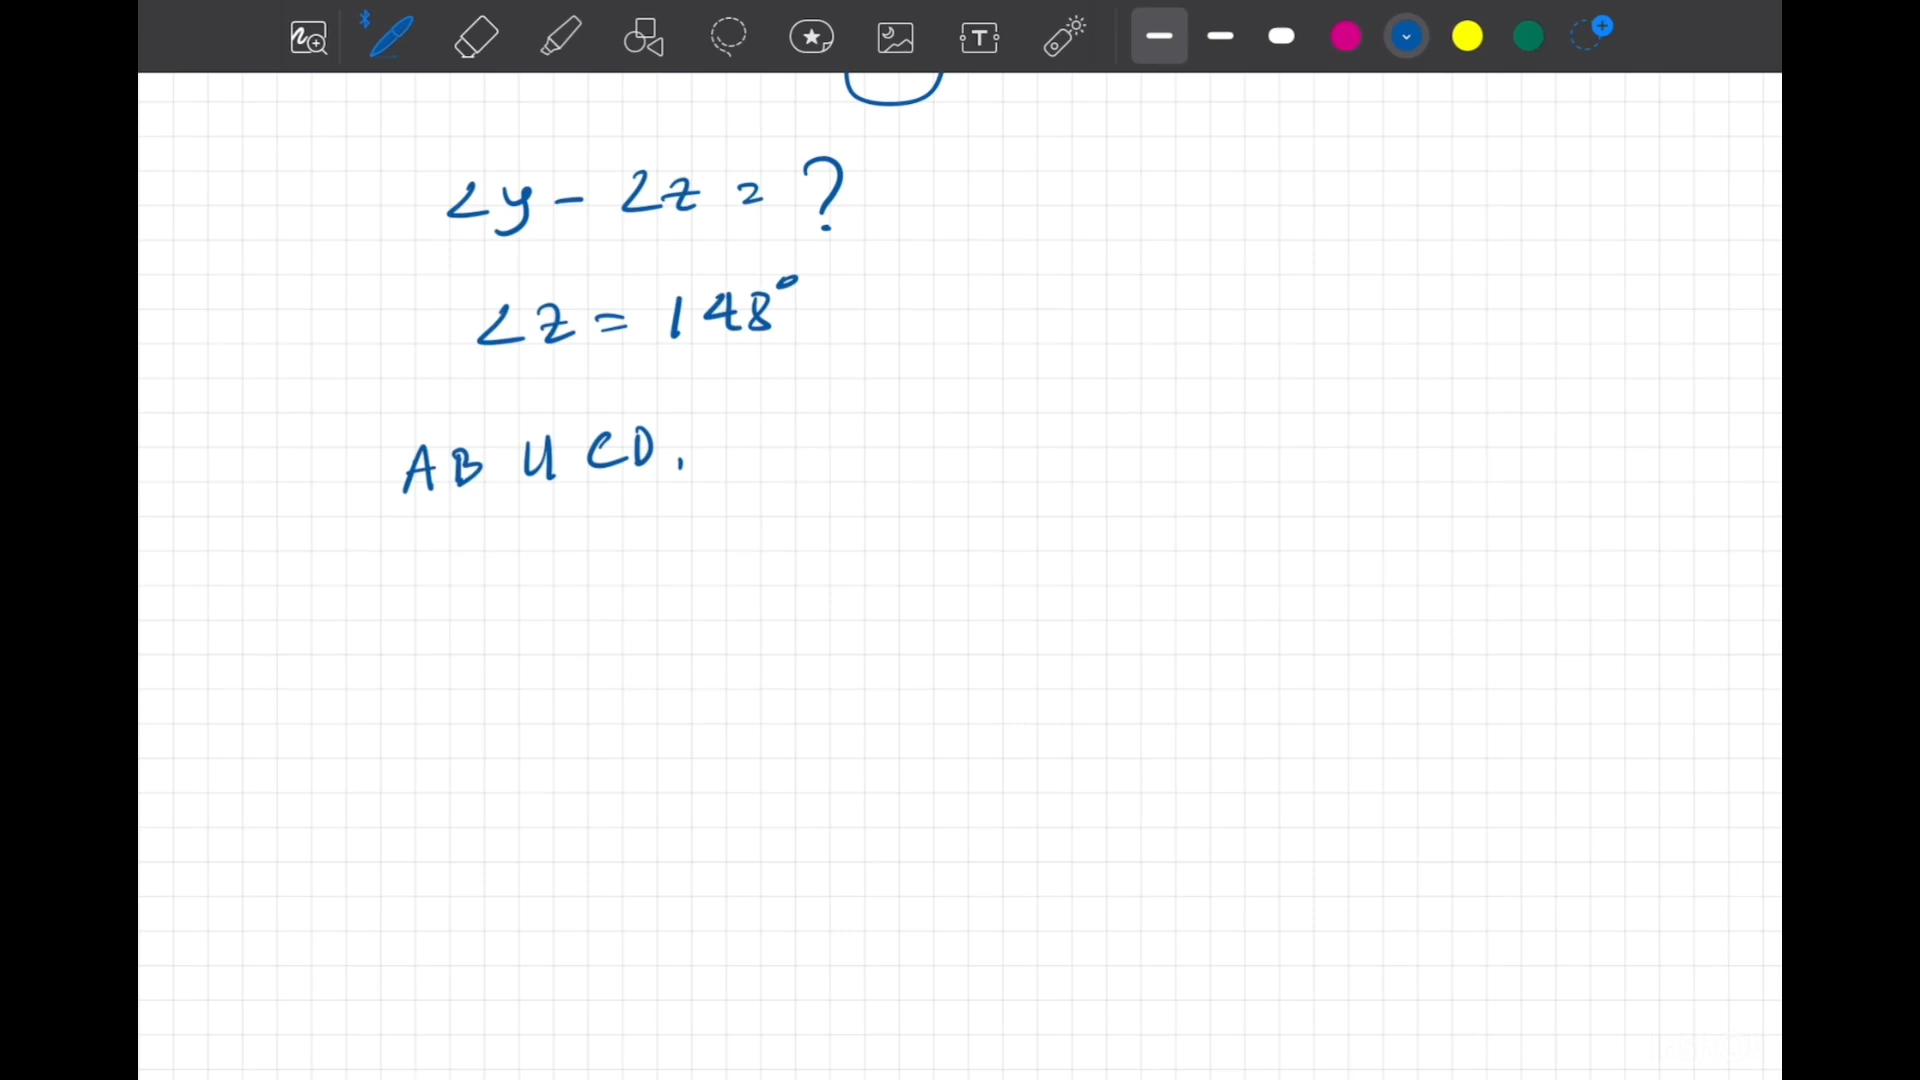 ∠y - ∠z = ?
∠z = 148°
AB || CD.